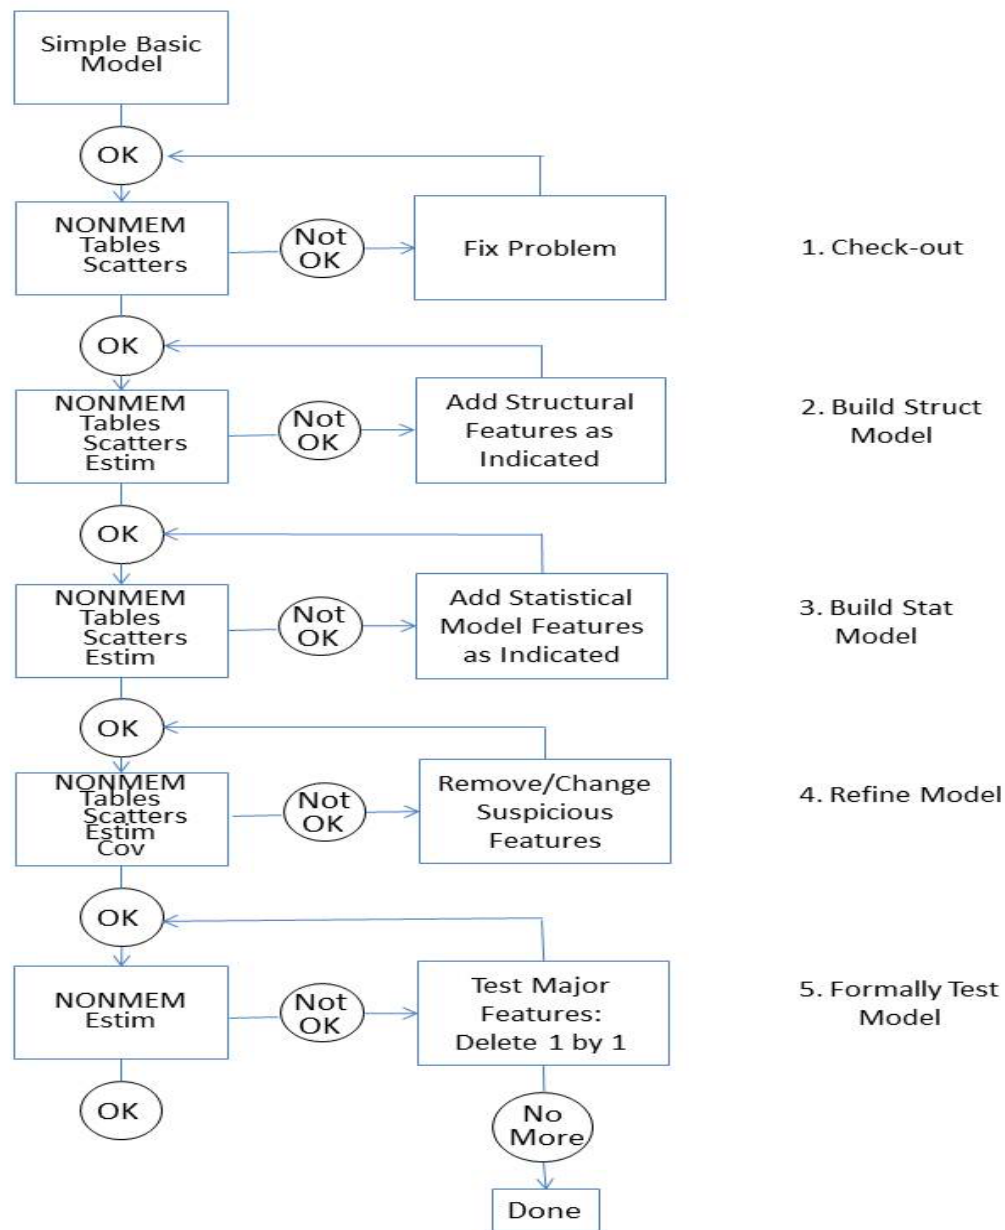 Simple Basic
Model
OK
NONMEM
Tables
Scatters
Not
OK
Fix Problem
1. Check-out
OK
NONMEM
Tables
Scatters
Estim
Not
OK
Add Structural
Features as
Indicated
2. Build Struct
Model
OK
NONMEM
Tables
Scatters
Estim
Not
OK
Add Statistical
Model Features
as Indicated
3. Build Stat
Model
OK
NONMEM
Tables
Scatters
Estim
Cov
Not
OK
Remove/Change
Suspicious
Features
4. Refine Model
OK
NONMEM
Estim
Not
OK
Test Major
Features:
Delete 1 by 1
5. Formally Test
Model
OK
No
More
Done